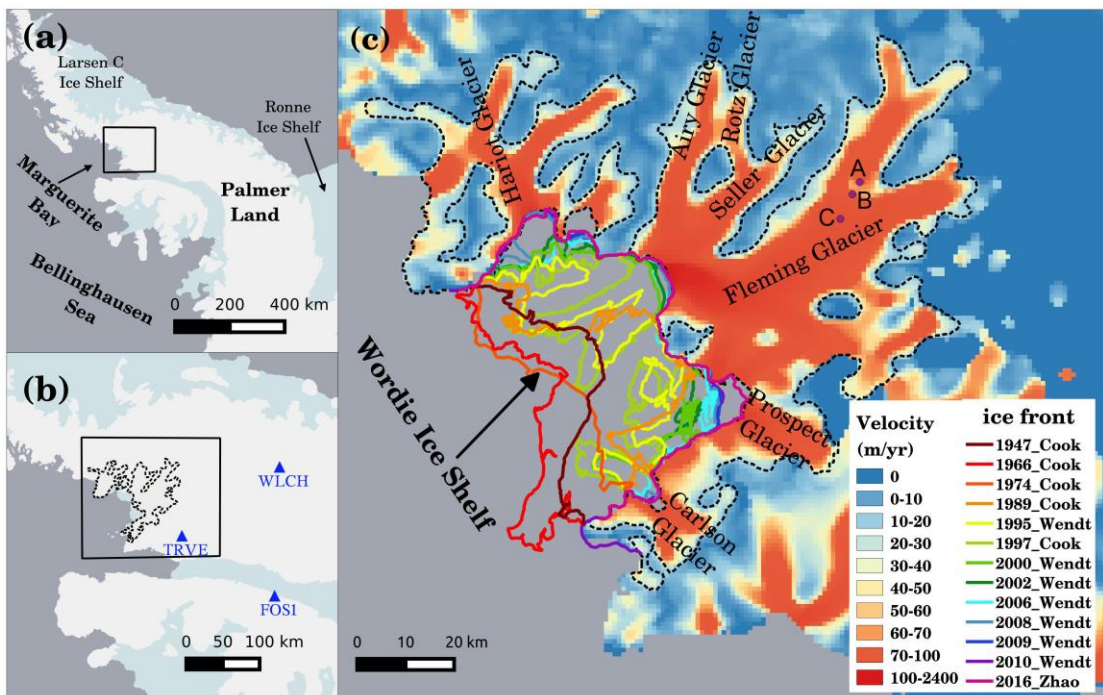 (a)
Larsen C
Ice Shelf
Ronne
Ice Shelf
Marguerite
Bay
Palmer
Land
Bellinghausen
Sea
0 200 400 km
(b)
WLCH
TRVE
FOS1
0 50 100 km
(c)
Hariot Glacier
Airy Glacier
Rotz Glacier
Seller Glacier
A
B
C
Fleming Glacier
Wordie Ice Shelf
Prospect
Glacier
Carlson
Glacier
0 10 20 km
Velocity
(m/yr)
0
0-10
10-20
20-30
30-40
40-50
50-60
60-70
70-100
100-2400
ice front
1947_Cook
1966_Cook
1974_Cook
1989_Cook
1995_Wendt
1997_Cook
2000_Wendt
2002_Wendt
2006_Wendt
2008_Wendt
2009_Wendt
2010_Wendt
2016_Zhao